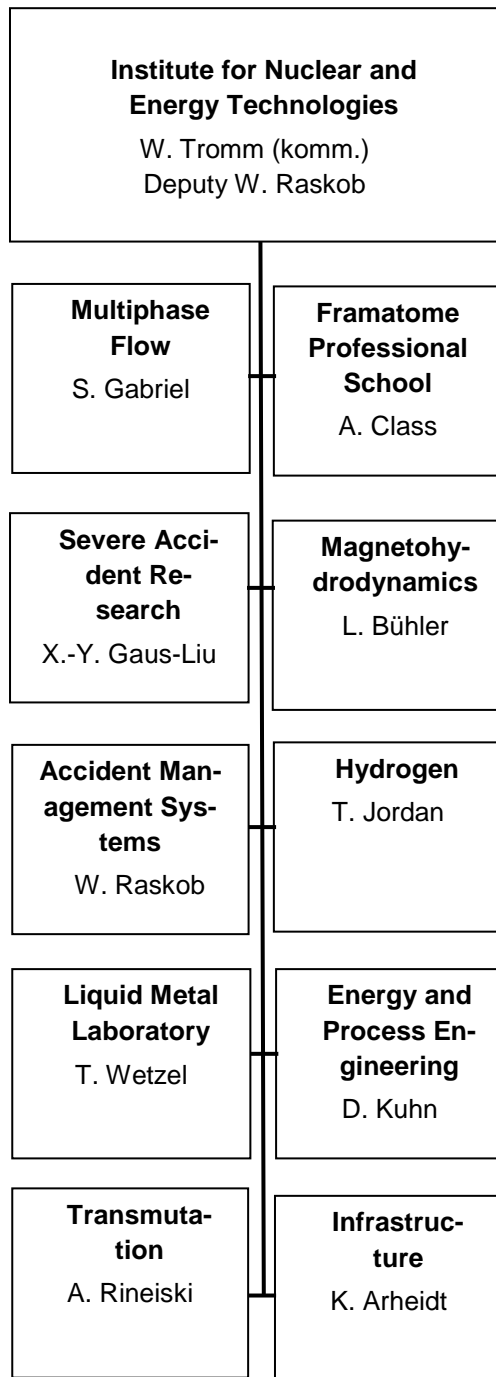 Institute for Nuclear and
Energy Technologies
W. Tromm (komm.)
Deputy W. Raskob
Multiphase
Flow
S. Gabriel
Framatome
Professional
School
A. Class
Severe Acci-
dent Re-
search
X.-Y. Gaus-Liu
Magnetohy-
drodynamics
L. Bühler
Accident Man-
agement Sys-
tems
W. Raskob
Hydrogen
T. Jordan
Liquid Metal
Laboratory
T. Wetzel
Energy and
Process En-
gineering
D. Kuhn
Transmuta-
tion
A. Rineiski
Infrastruc-
ture
K. Arheidt